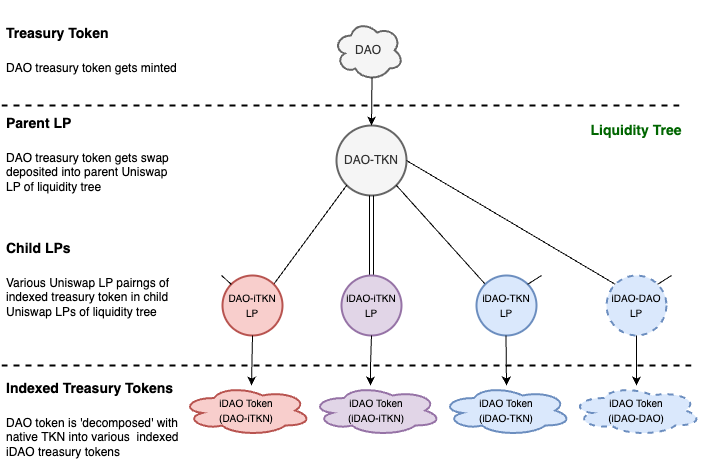 Treasury Token
DAO treasury token gets minted
DAO
Parent LP
Liquidity Tree
DAO treasury token gets swap
deposited into parent Uniswap
LP of liquidity tree
DAO-TKN
Child LPs
Various Uniswap LP pairngs of
indexed treasury token in child
Uniswap LPs of liquidity tree
DAO-iTKN
LP
iDAO-iTKN
LP
iDAO-TKN
LP
iDAO-DAO
LP
Indexed Treasury Tokens
DAO token is 'decomposed' with
native TKN into various indexed
iDAO treasury tokens
iDAO Token
(DAO-iTKN)
iDAO Token
(iDAO-iTKN)
iDAO Token
(iDAO-TKN)
iDAO Token
(iDAO-DAO)